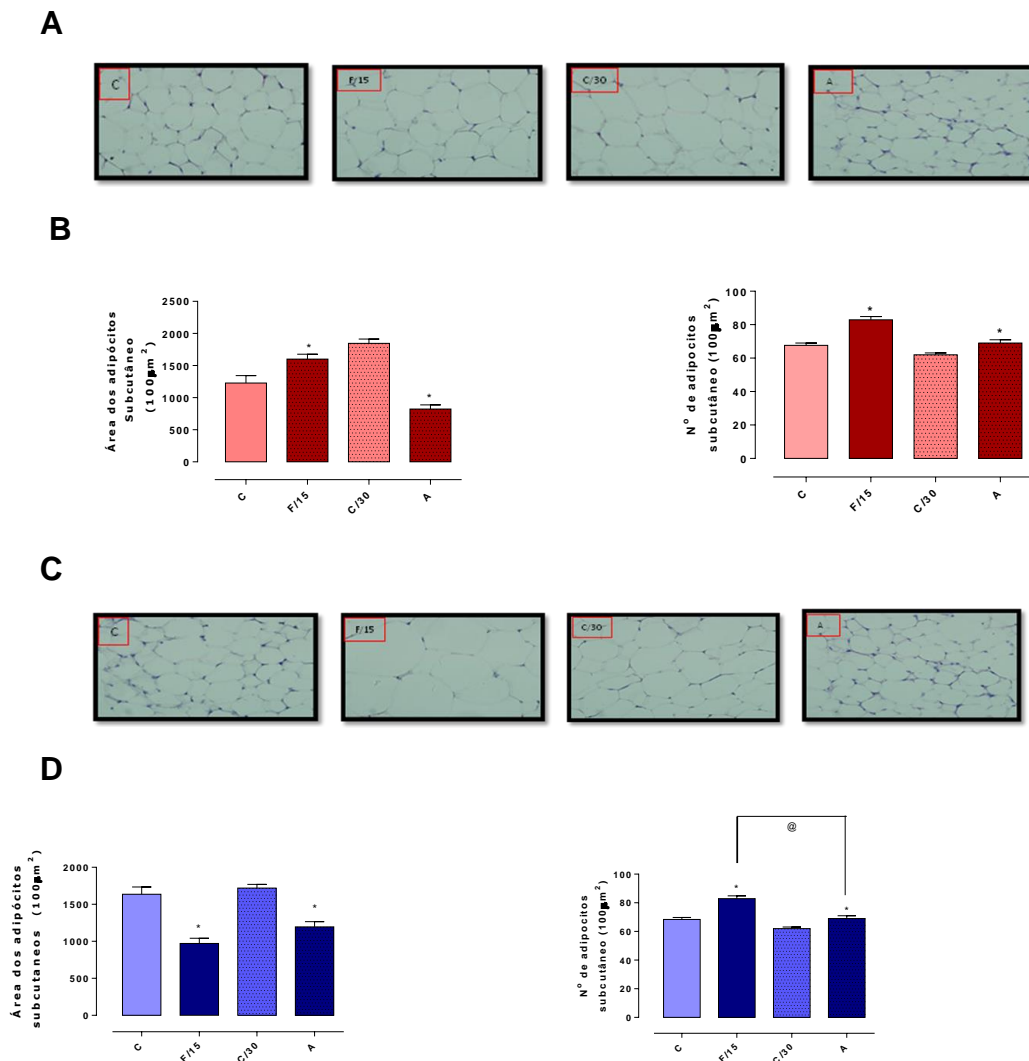 A
C
F/15
C/30
A
B
Área dos adipócitos
Subcutâneo
(100µm²)
2500
2000
1500
1000
500
0
*
*
C
F/15
C/30
A
Nº de adipocitos
subcutâneo (100µm²)
100
80
60
40
20
0
*
*
C
F/15
C/30
A
C
C
F/15
C/30
A
D
Área dos adipócitos
subcutaneos (100µm²)
2000
1500
1000
500
0
*
*
C
F/15
C/30
A
Nº de adipocitos
subcutâneo (100µm²)
100
80
60
40
20
0
@
*
*
C
F/15
C/30
A